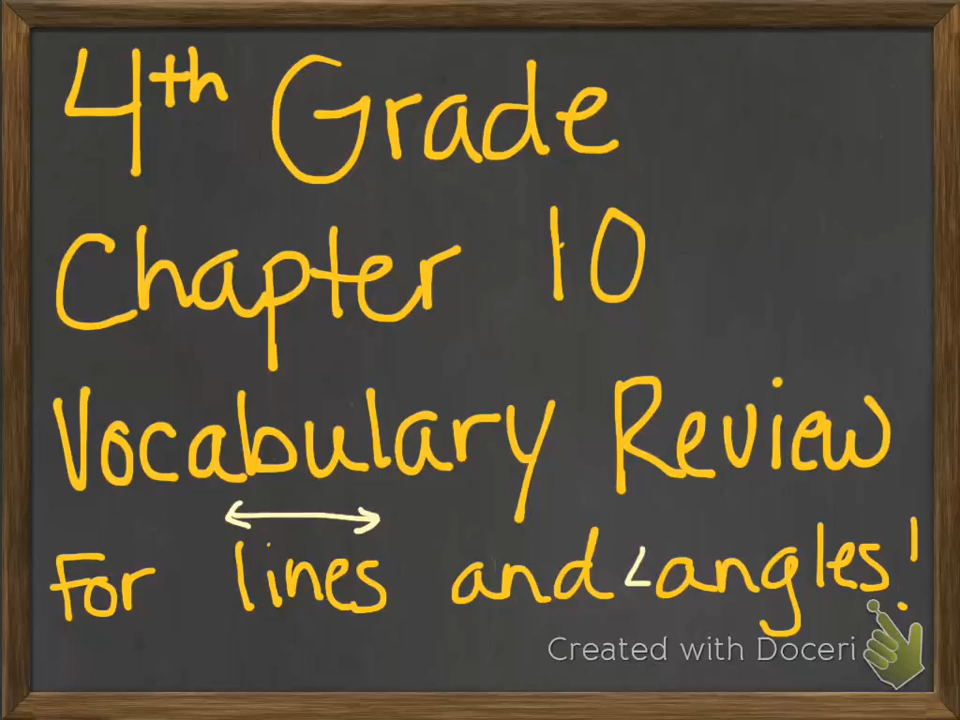 4th Grade
Chapter 10
Vocabulary Review
For lines and angles!
Created with Doceri